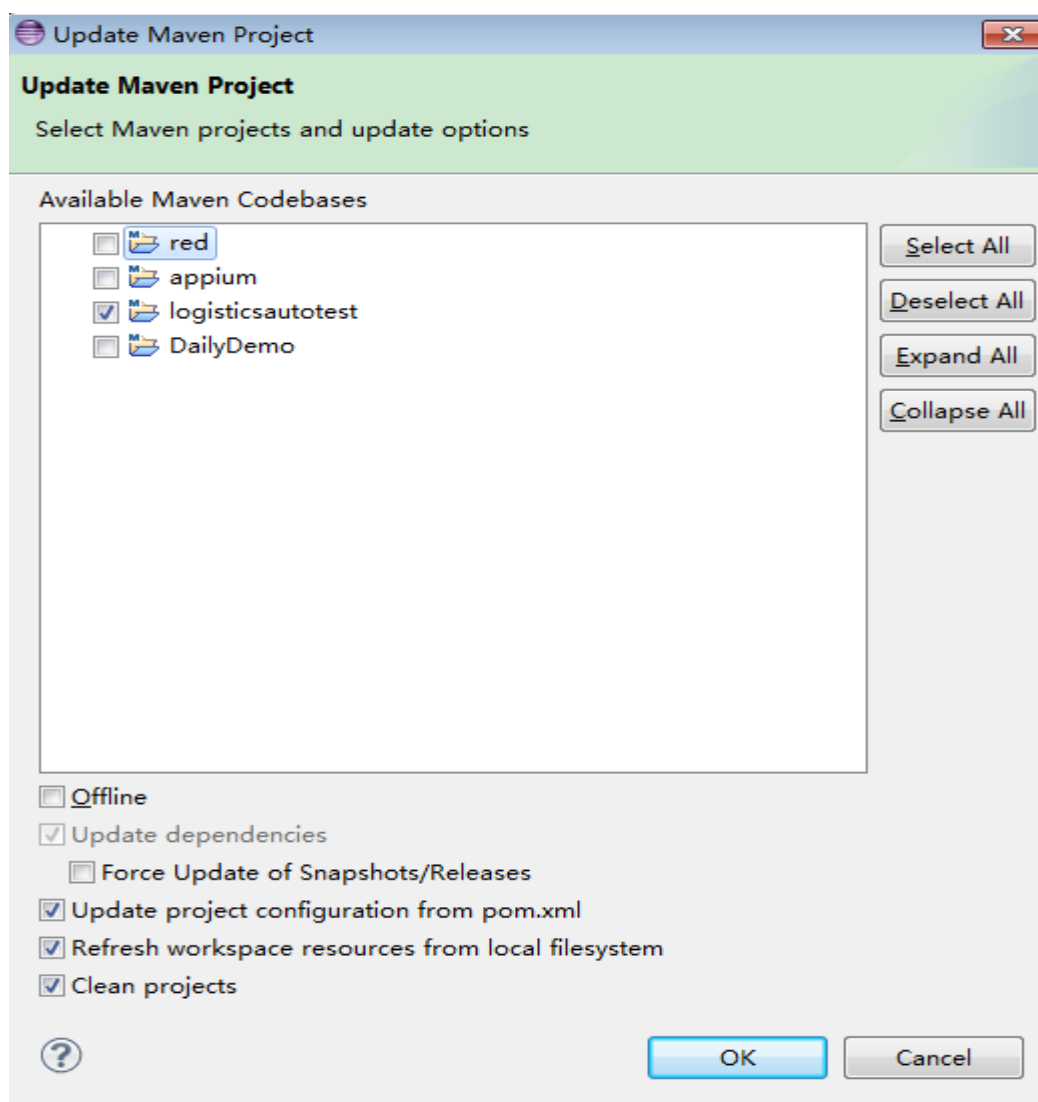 Update Maven Project
Update Maven Project
Select Maven projects and update options
Available Maven Codebases
red
appium
logisticsautotest
DailyDemo
Select All
Deselect All
Expand All
Collapse All
Offline
Update dependencies
Force Update of Snapshots/Releases
Update project configuration from pom.xml
Refresh workspace resources from local filesystem
Clean projects
OK Cancel